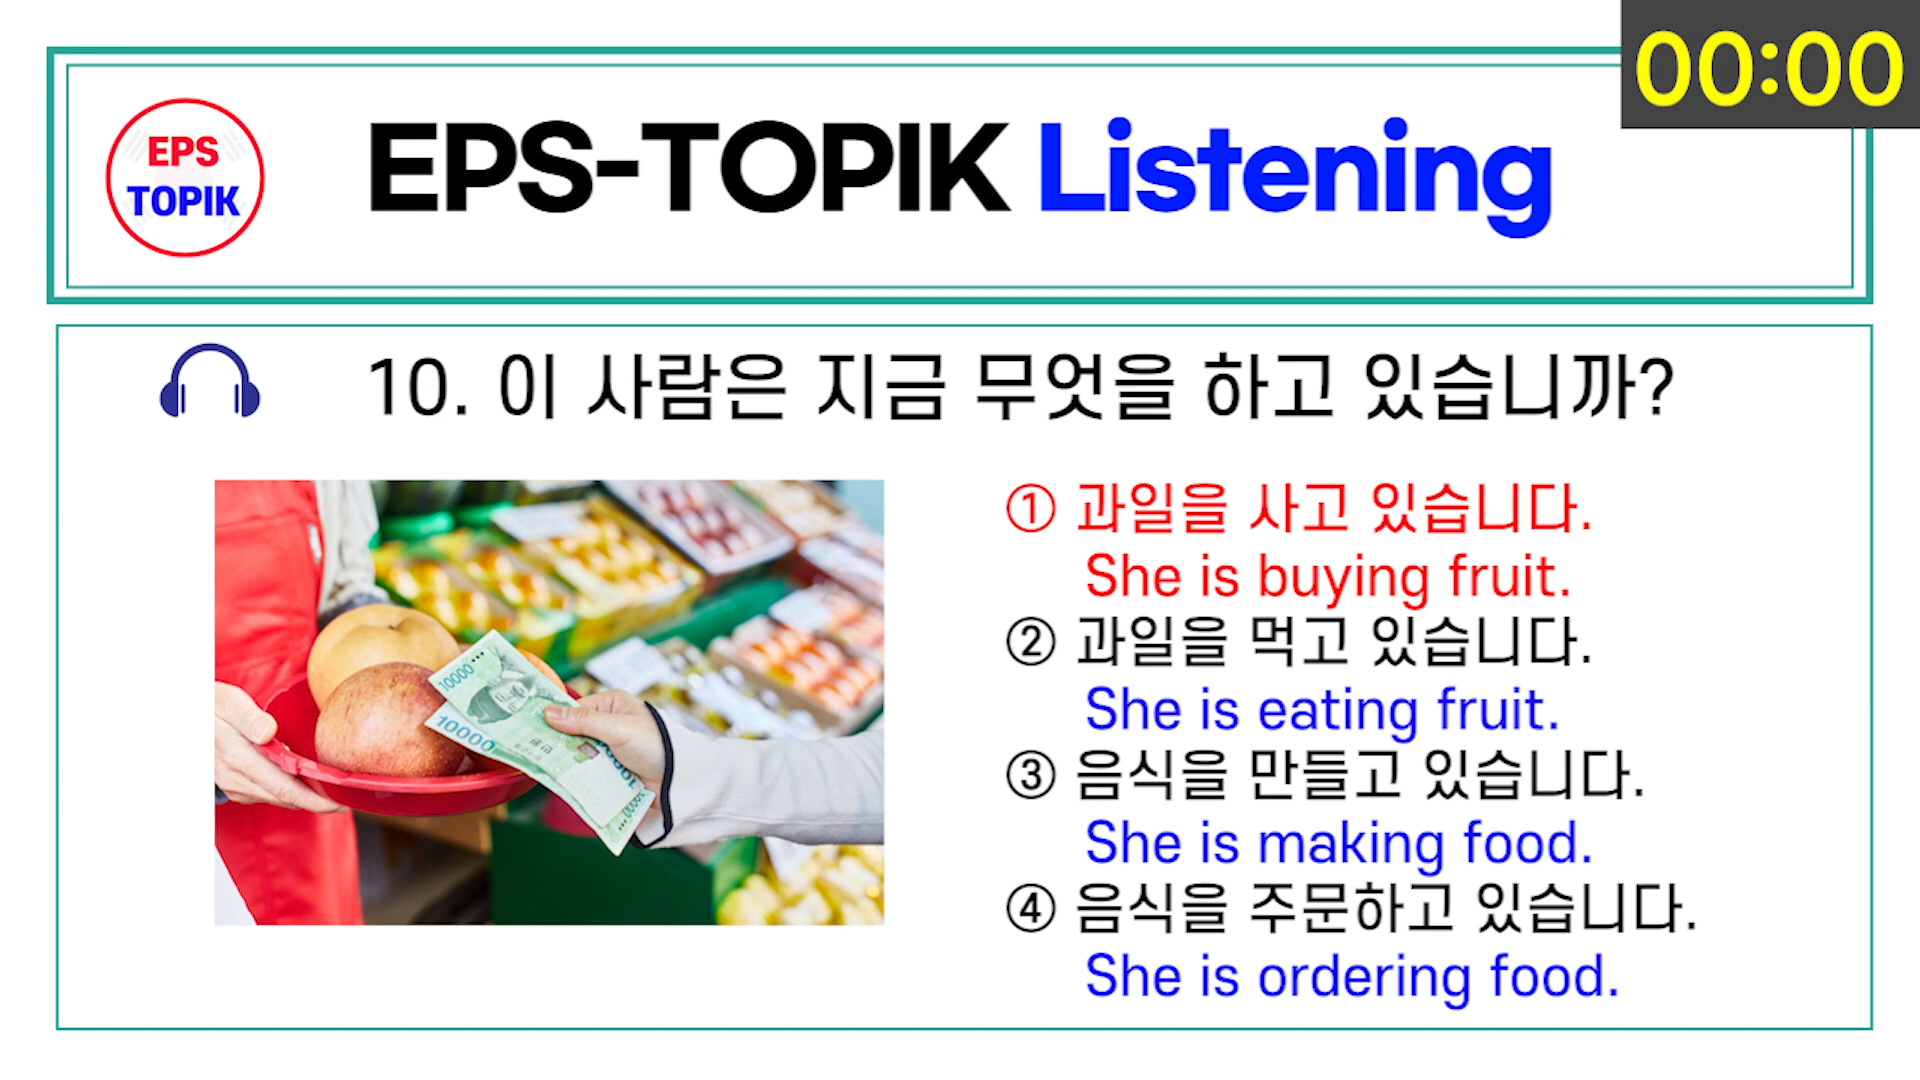 00:00
EPS
TOPIK
EPS-TOPIK Listening
10. 이 사람은 지금 무엇을 하고 있습니까?
10000
10000
① 과일을 사고 있습니다.
She is buying fruit.
② 과일을 먹고 있습니다.
She is eating fruit.
③ 음식을 만들고 있습니다.
She is making food.
④ 음식을 주문하고 있습니다.
She is ordering food.